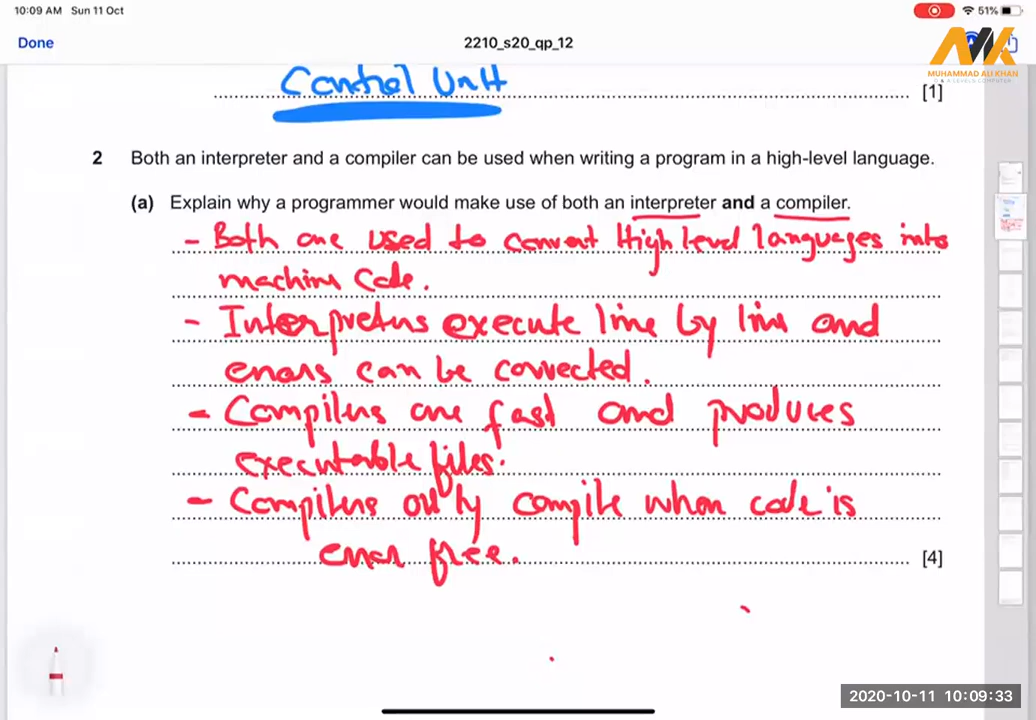 10:09 AM Sun 11 Oct
51%
Done
2210_s20_qp_12
MUHAMMAD ALI KHAN
O & A LEVELS COMPUTER
Control Unit
[1]
2 Both an interpreter and a compiler can be used when writing a program in a high-level language.
(a) Explain why a programmer would make use of both an interpreter and a compiler.
- Both are used to convert High level languages into
machine code.
- Interpreters execute line by line and
errors can be corrected.
- Compilers are fast and produces
executable files.
- Compilers only compile when code is
error free.
[4]
2020-10-11 10:09:33